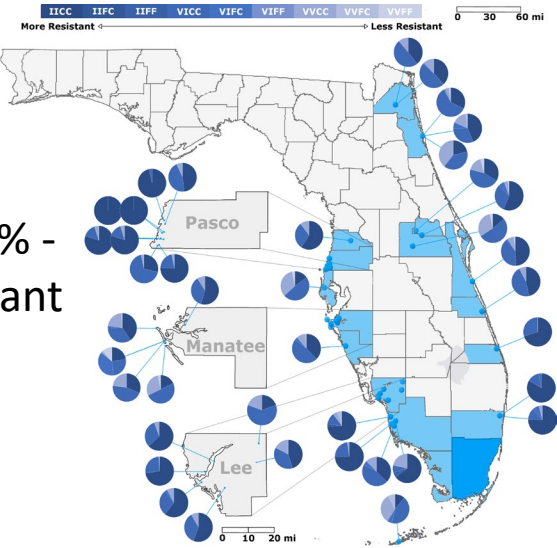 IICC IIFC IIFF VICC VIFC VIFF VVCC VVFC VVFF
More Resistant Less Resistant
0 30 60 mi
Pasco
% -
ant
Manatee
Lee
0 10 20 mi